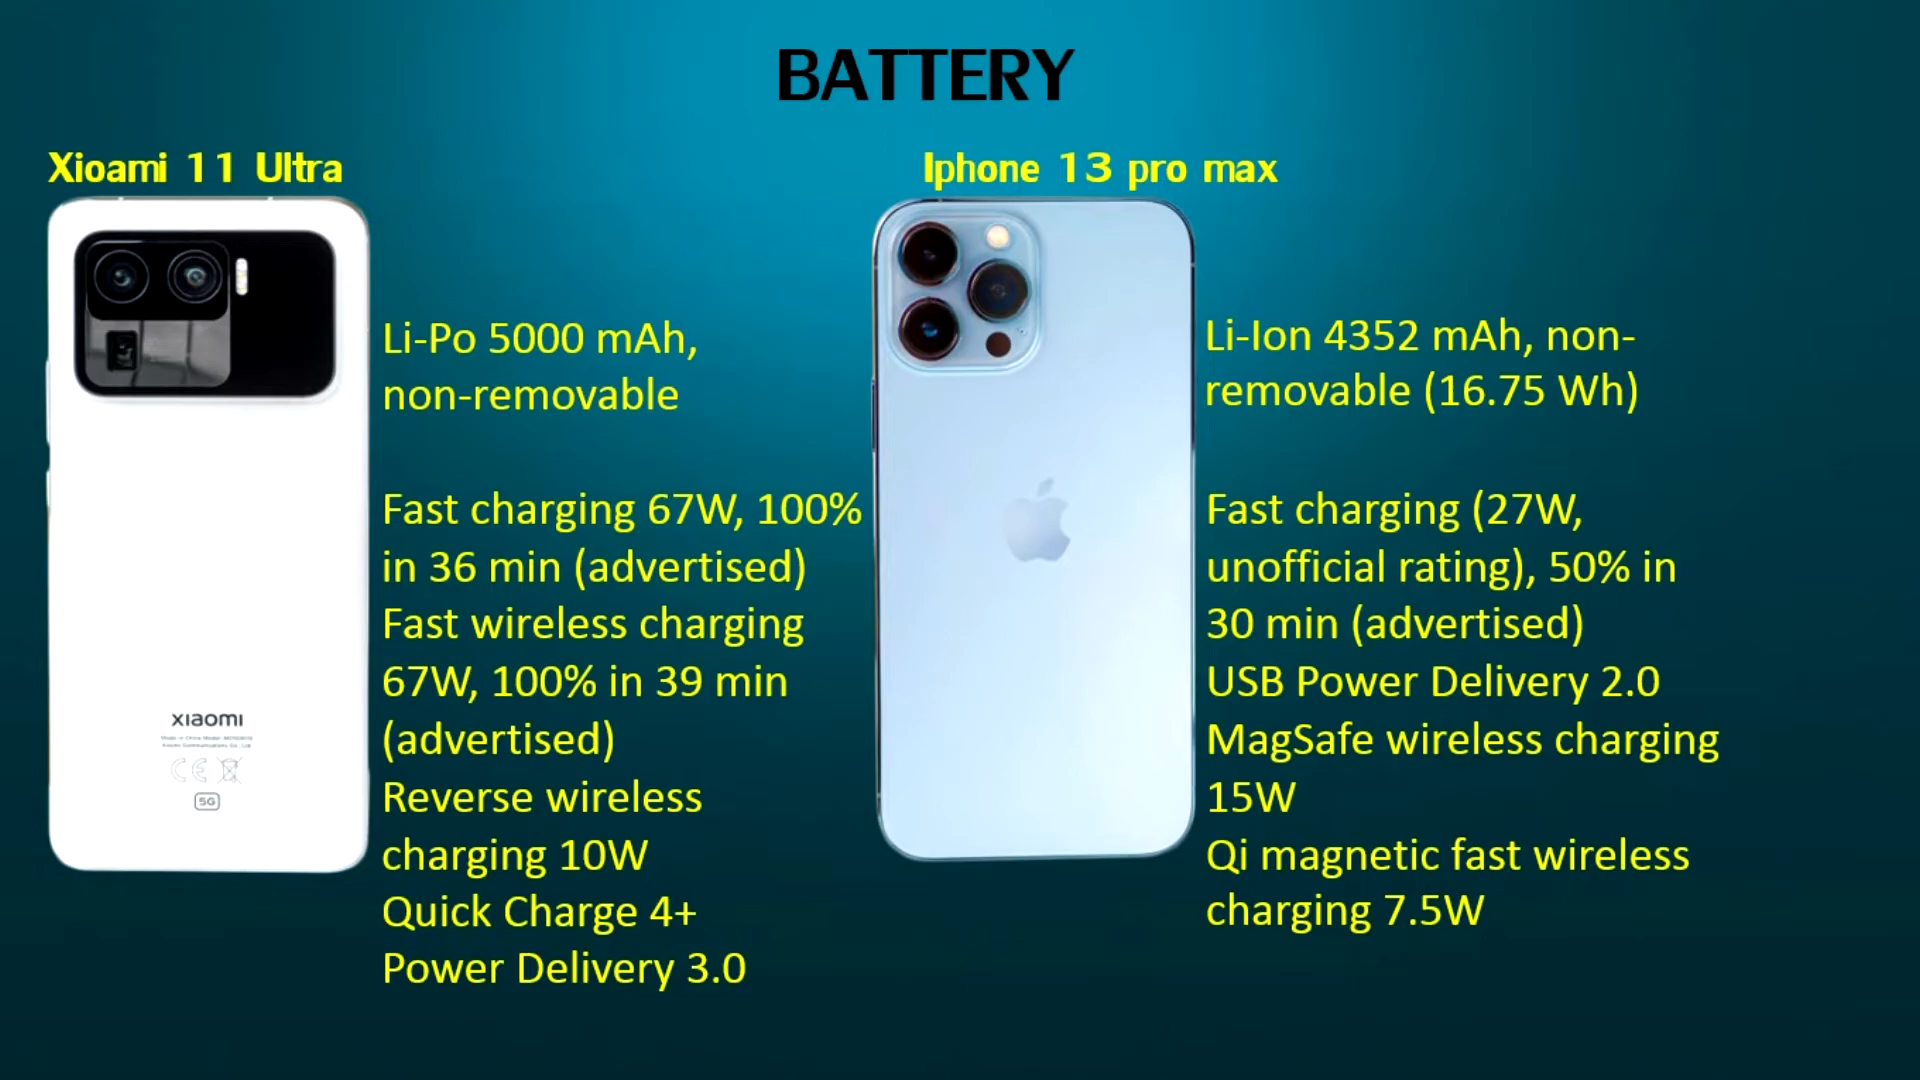 BATTERY
Xioami 11 Ultra
Iphone 13 pro max
Li-Po 5000 mAh,
non-removable
Fast charging 67W, 100%
in 36 min (advertised)
Fast wireless charging
67W, 100% in 39 min
(advertised)
Reverse wireless
charging 10W
Quick Charge 4+
Power Delivery 3.0
Li-Ion 4352 mAh, non-
removable (16.75 Wh)
Fast charging (27W,
unofficial rating), 50% in
30 min (advertised)
USB Power Delivery 2.0
MagSafe wireless charging
15W
Qi magnetic fast wireless
charging 7.5W
xiaomi
CE
5G